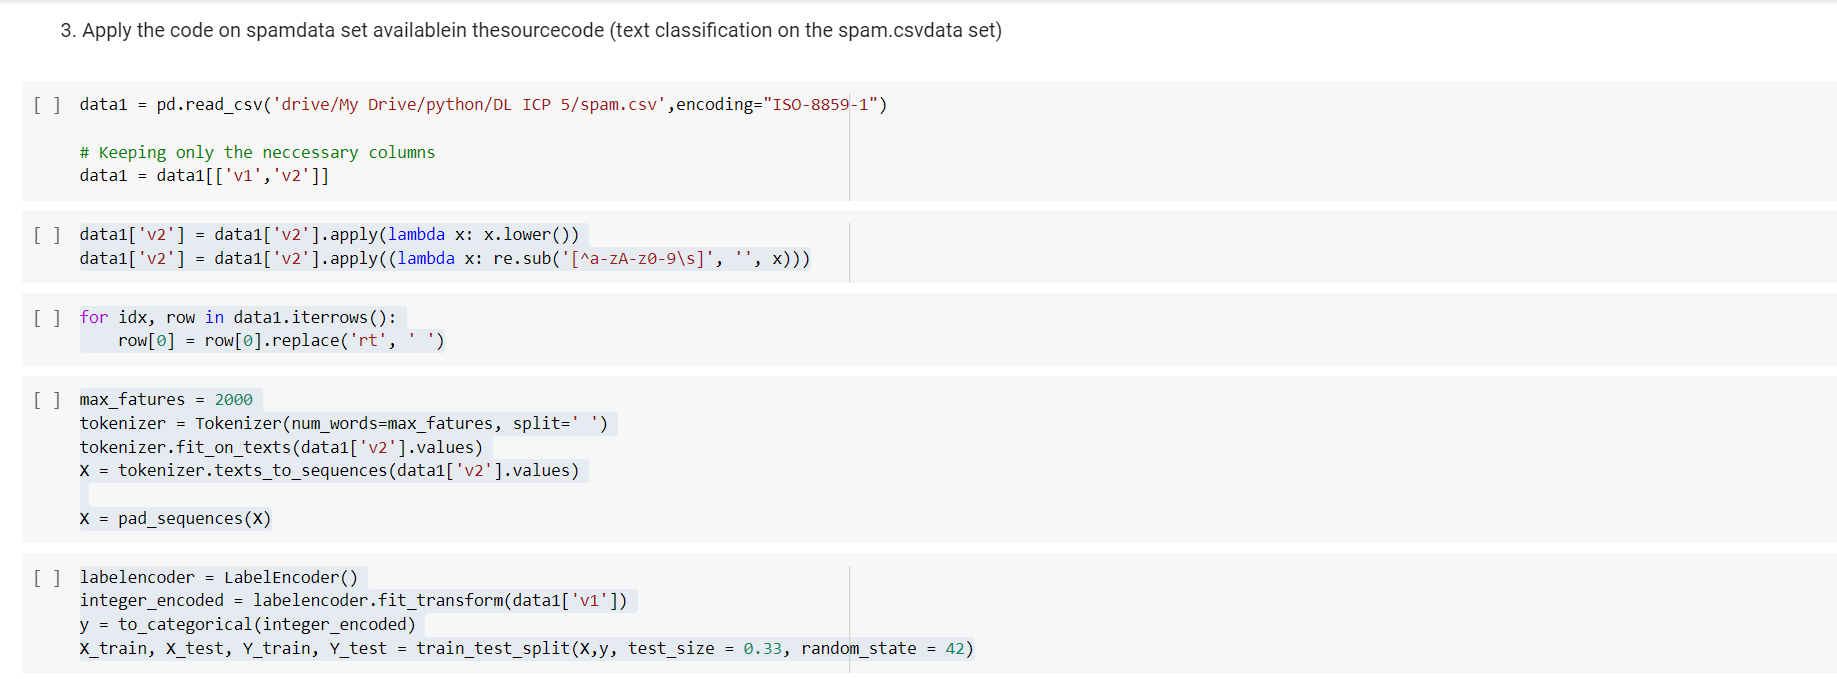 3. Apply the code on spamdata set availablein thesourcecode (text classification on the spam.csvdata set)
[ ] data1 = pd.read_csv('drive/My Drive/python/DL ICP 5/spam.csv',encoding="ISO-8859-1")
# Keeping only the neccessary columns
data1 = data1[['v1','v2']]
[ ] data1['v2'] = data1['v2'].apply(lambda x: x.lower())
data1['v2'] = data1['v2'].apply((lambda x: re.sub('[^a-zA-z0-9\s]', '', x)))
[ ] for idx, row in data1.iterrows():
    row[0] = row[0].replace('rt', ' ')
[ ] max_fatures = 2000
tokenizer = Tokenizer(num_words=max_fatures, split=' ')
tokenizer.fit_on_texts(data1['v2'].values)
X = tokenizer.texts_to_sequences(data1['v2'].values)
X = pad_sequences(X)
[ ] labelencoder = LabelEncoder()
integer_encoded = labelencoder.fit_transform(data1['v1'])
y = to_categorical(integer_encoded)
X_train, X_test, Y_train, Y_test = train_test_split(X,y, test_size = 0.33, random_state = 42)